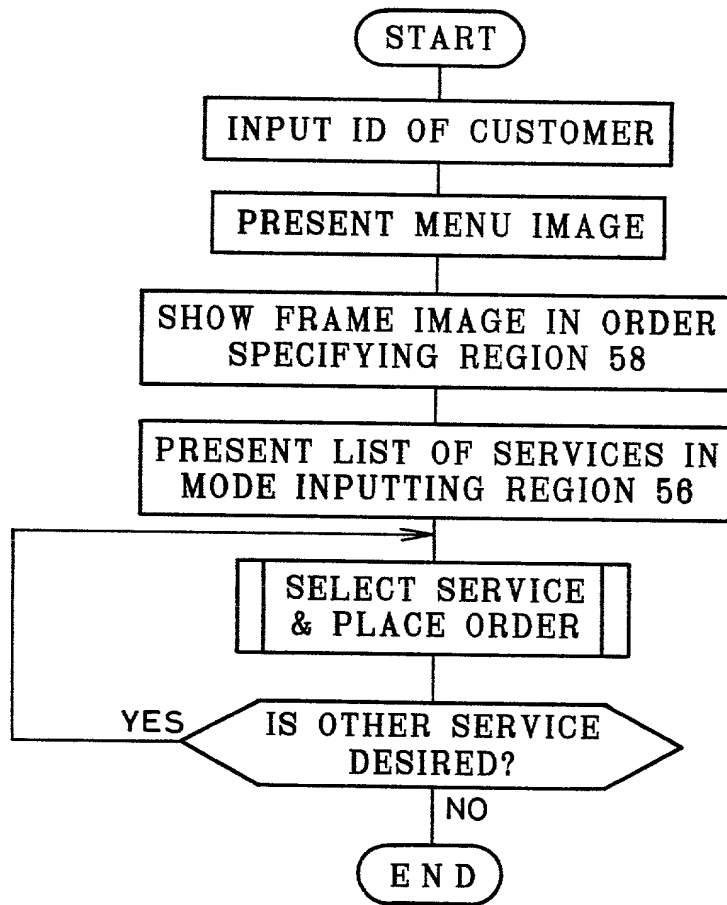 START
INPUT ID OF CUSTOMER
PRESENT MENU IMAGE
SHOW FRAME IMAGE IN ORDER
SPECIFYING REGION 58
PRESENT LIST OF SERVICES IN
MODE INPUTTING REGION 56
SELECT SERVICE
& PLACE ORDER
YES
IS OTHER SERVICE
DESIRED?
NO
END